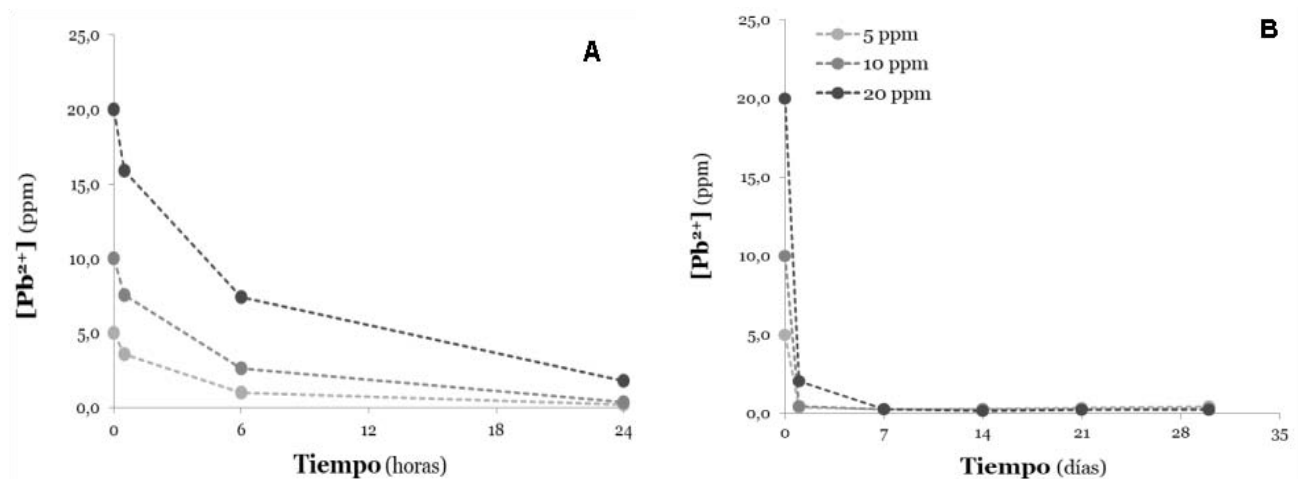 A
25,0
20,0
15,0
10,0
5,0
0,0
0
6
12
18
24
[Pb²⁺] (ppm)
Tiempo (horas)
B
5 ppm
10 ppm
20 ppm
25,0
20,0
15,0
10,0
5,0
0,0
0
7
14
21
28
35
[Pb²⁺] (ppm)
Tiempo (días)